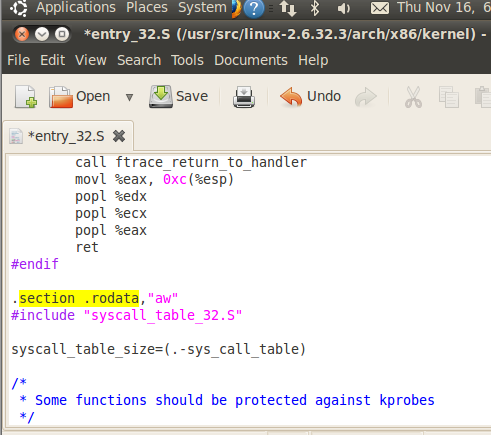 Places System Thu Nov 16, 6
*entry_32.S (/usr/src/linux-2.6.32.3/arch/x86/kernel) -
File Edit View Search Tools Documents Help
Open Save Undo
*entry_32.S
call ftrace_return_to_handler
movl %eax, 0xc(%esp)
popl %edx
popl %ecx
popl %eax
ret
#endif
.section .rodata,"aw"
#include "syscall_table_32.S"
syscall_table_size=(.-sys_call_table)
/*
* Some functions should be protected against kprobes
*/